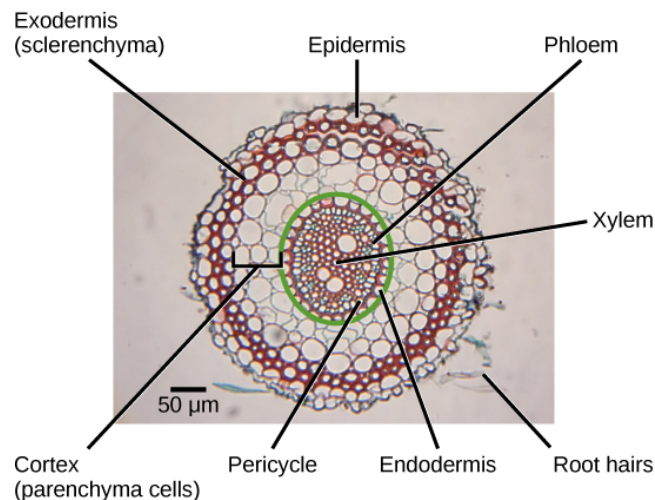 Exodermis
(sclerenchyma)
Epidermis
Phloem
Xylem
50 μm
Cortex
(parenchyma cells)
Pericycle
Endodermis
Root hairs